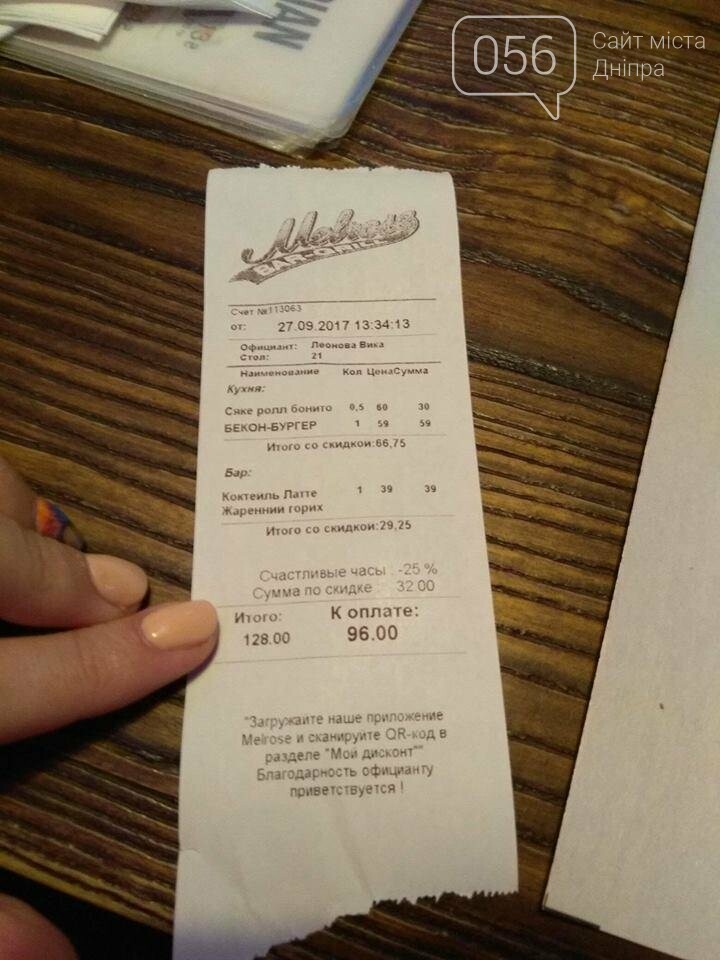 056
Сайт міста
Дніпра
Melrose
BAR-GRILL
Счет №113063
от: 27.09.2017 13:34:13
Официант: Леонова Вика
Стол: 21
Наименование Кол ЦенаСумма
Кухня:
Сяке ролл бонито 0,5 60 30
БЕКОН-БУРГЕР 1 59 59
Итого со скидкой:66,75
Бар:
Коктеиль Латте 1 39 39
Жаренний горих
Итого со скидкой:29,25
Счастливые часы : -25 %
Сумма по скидке : 32.00
Итого: К оплате:
128.00 96.00
"Загружайте наше приложение
Melrose и сканируйте QR-код в
разделе "Мой дисконт""
Благодарность официанту
приветствуется !